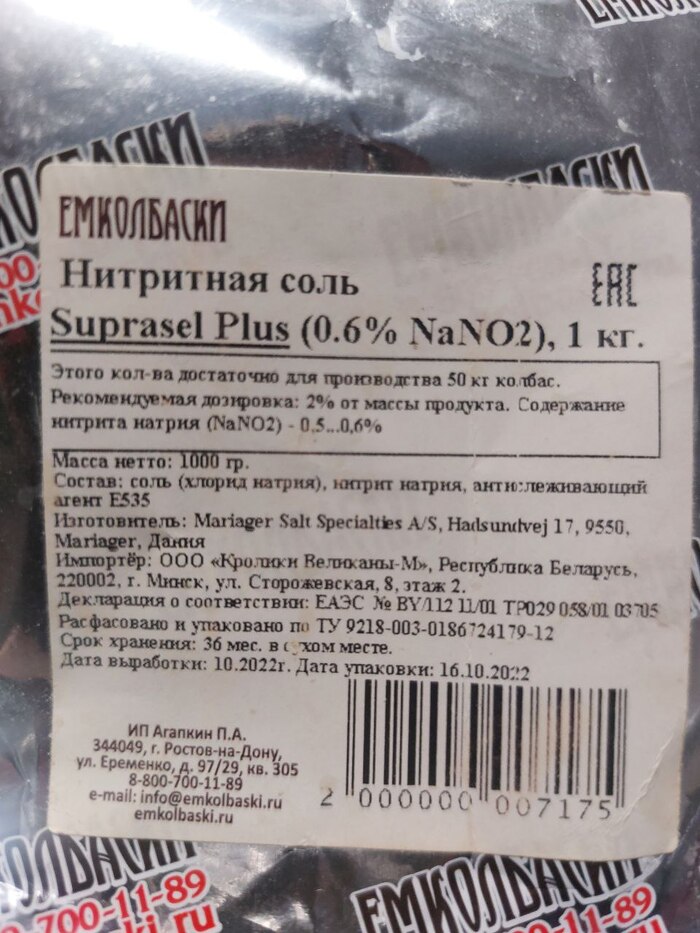 ЕМКОЛБАСКИ
Нитритная соль
ЕАС
Suprasel Plus (0.6% NaNO2), 1 кг.
Этого кол-ва достаточно для производства 50 кг колбас.
Рекомендуемая дозировка: 2% от массы продукта. Содержание
нитрита натрия (NaNO2) - 0,5...0,6%
Масса нетто: 1000 гр.
Состав: соль (хлорид натрия), нитрит натрия, антислеживающий
агент Е535
Изготовитель: Mariager Salt Specialties A/S, Hadsundvej 17, 9550,
Mariager, Дания
Импортёр: ООО «Кролики Великаны-М», Республика Беларусь,
220002, г. Минск, ул. Сторожевская, 8, этаж 2.
Декларация о соответствии: ЕАЭС № BY/112 11/01 ТР029 058/01 03705
Расфасовано и упаковано по ТУ 9218-003-0186724179-12
Срок хранения: 36 мес. в сухом месте.
Дата выработки: 10.2022г. Дата упаковки: 16.10.2022
ИП Агапкин П.А.
344049, г. Ростов-на-Дону,
ул. Еременко, д. 97/29, кв. 305
8-800-700-11-89
e-mail: info@emkolbaski.ru
emkolbaski.ru
2 000000 007175
ЕМКОЛБАСКИ
700-11-89